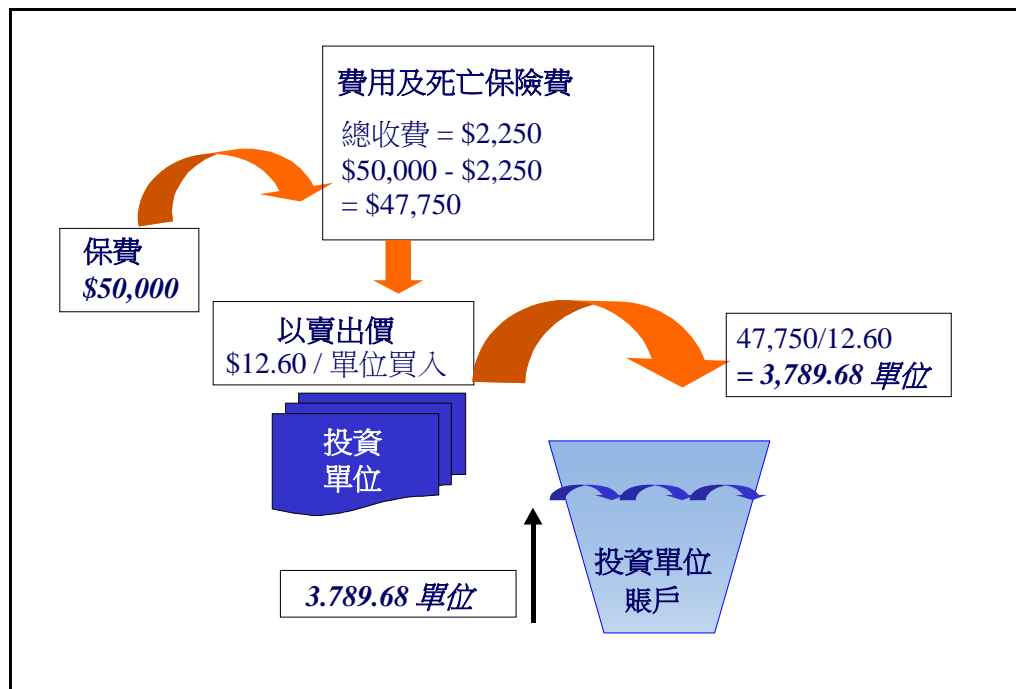 費用及死亡保險費
總收費 = $2,250
$50,000 - $2,250
= $47,750
保費
$50,000
以賣出價
$12.60 / 單位買入
47,750/12.60
= 3,789.68 單位
投資
單位
投資單位
賬戶
3.789.68 單位